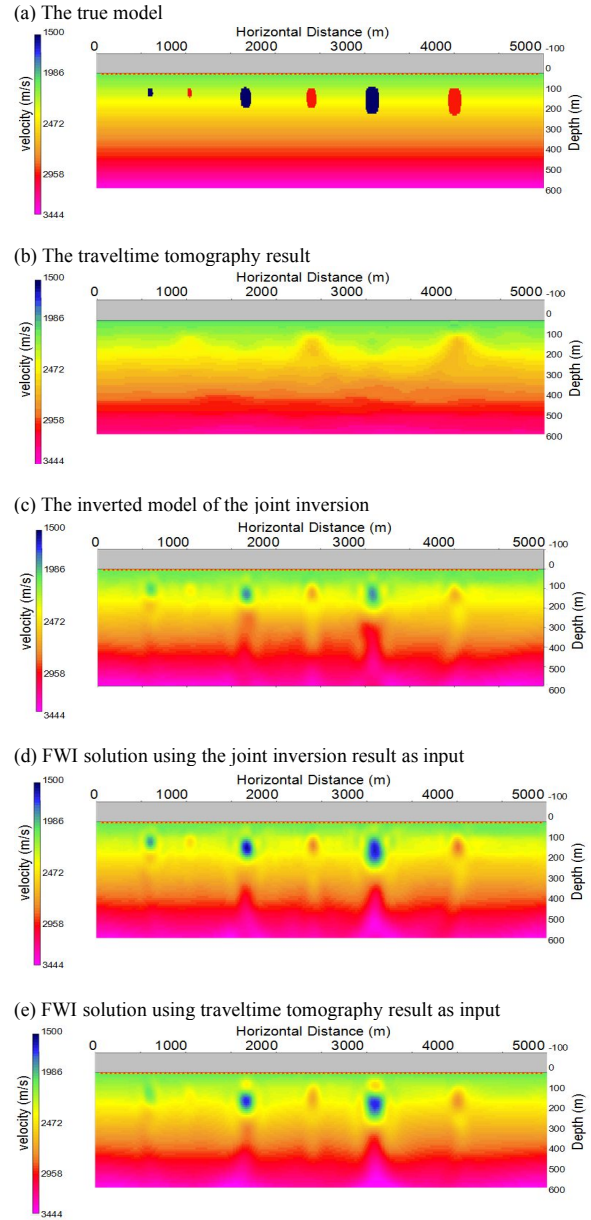 (a) The true model
Horizontal Distance (m)
0 1000 2000 3000 4000 5000
1500
1986
2472
2958
3444
velocity (m/s)
-100
0
100
200
300
400
500
600
Depth (m)
(b) The traveltime tomography result
Horizontal Distance (m)
0 1000 2000 3000 4000 5000
1500
1986
2472
2958
3444
velocity (m/s)
-100
0
100
200
300
400
500
600
Depth (m)
(c) The inverted model of the joint inversion
Horizontal Distance (m)
0 1000 2000 3000 4000 5000
1500
1986
2472
2958
3444
velocity (m/s)
-100
0
100
200
300
400
500
600
Depth (m)
(d) FWI solution using the joint inversion result as input
Horizontal Distance (m)
0 1000 2000 3000 4000 5000
1500
1986
2472
2958
3444
velocity (m/s)
-100
0
100
200
300
400
500
600
Depth (m)
(e) FWI solution using traveltime tomography result as input
Horizontal Distance (m)
0 1000 2000 3000 4000 5000
1500
1986
2472
2958
3444
velocity (m/s)
-100
0
100
200
300
400
500
600
Depth (m)